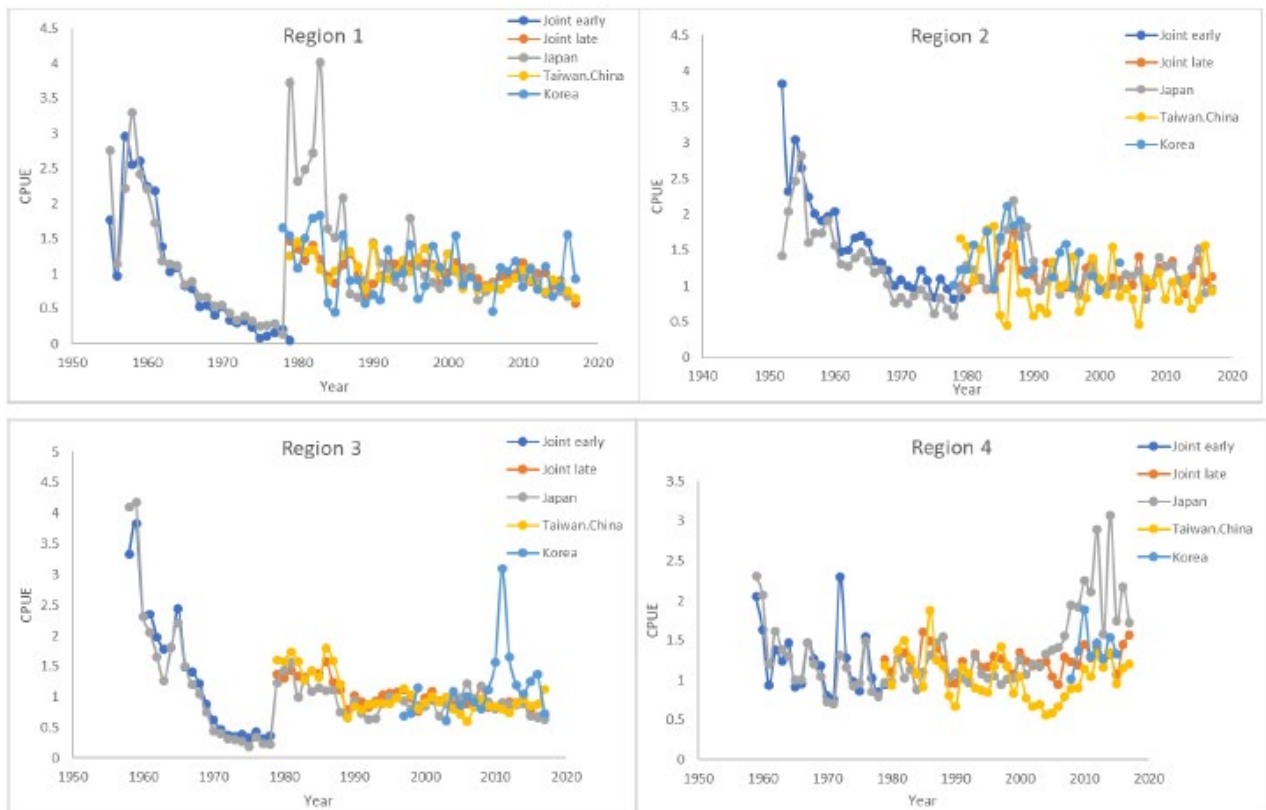 Region 1
Joint early
Joint late
Japan
Taiwan.China
Korea
CPUE
4.5
4
3.5
3
2.5
2
1.5
1
0.5
0
1950 1960 1970 1980 1990 2000 2010 2020
Year
Region 2
Joint early
Joint late
Japan
Taiwan.China
Korea
CPUE
4.5
4
3.5
3
2.5
2
1.5
1
0.5
0
1940 1950 1960 1970 1980 1990 2000 2010 2020
Year
Region 3
Joint early
Joint late
Japan
Taiwan.China
Korea
CPUE
5
4.5
4
3.5
3
2.5
2
1.5
1
0.5
0
1950 1960 1970 1980 1990 2000 2010 2020
Year
Region 4
Joint early
Joint late
Japan
Taiwan.China
Korea
CPUE
3.5
3
2.5
2
1.5
1
0.5
0
1950 1960 1970 1980 1990 2000 2010 2020
Year